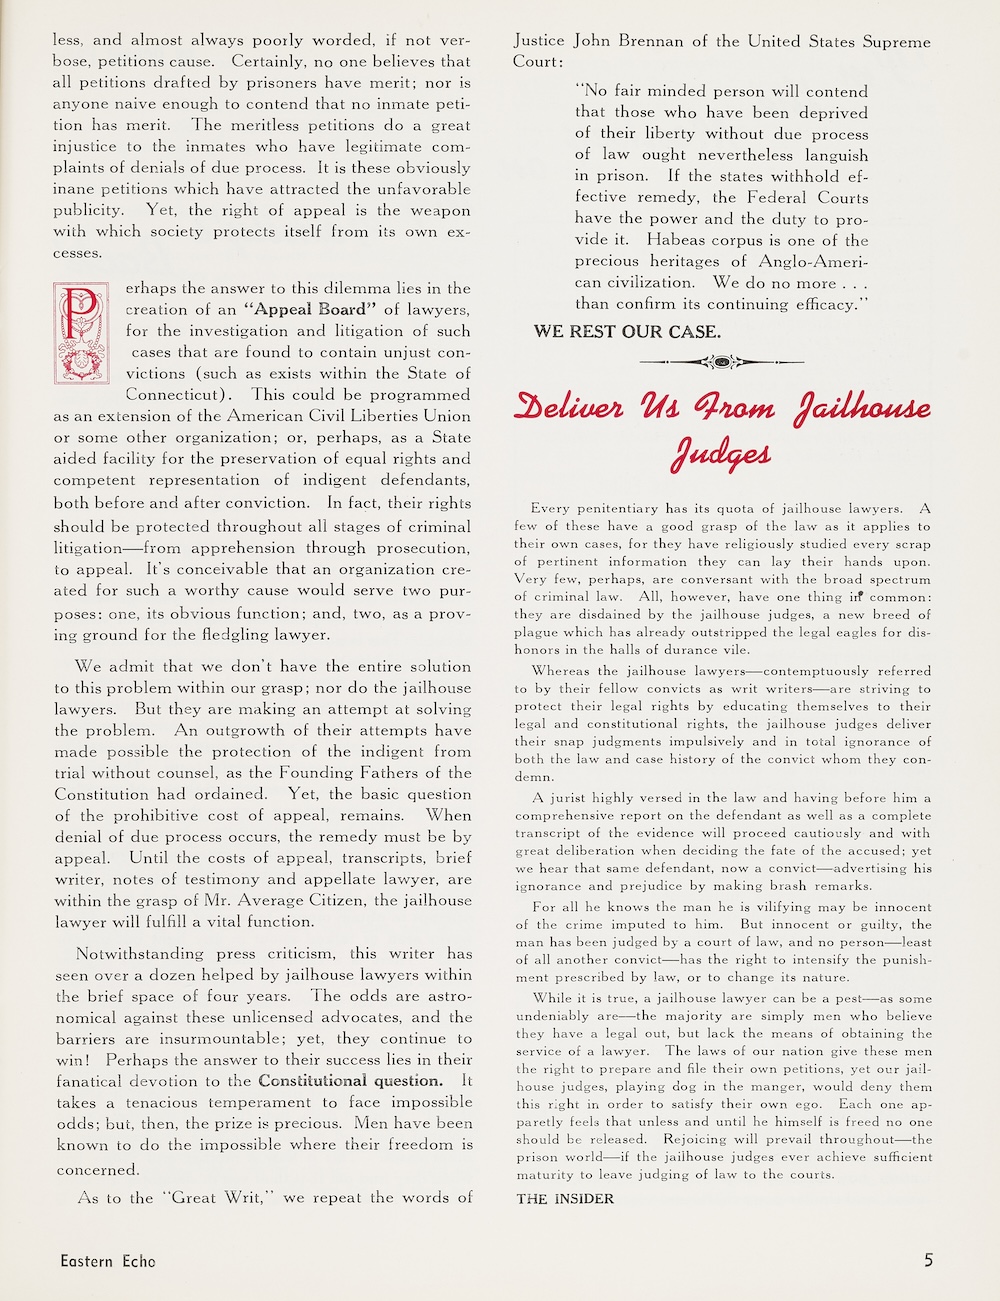 less, and almost always poorly worded, if not ver-
bose, petitions cause. Certainly, no one believes that
all petitions drafted by prisoners have merit; nor is
anyone naive enough to contend that no inmate peti-
tion has merit. The meritless petitions do a great
injustice to the inmates who have legitimate com-
plaints of denials of due process. It is these obviously
inane petitions which have attracted the unfavorable
publicity. Yet, the right of appeal is the weapon
with which society protects itself from its own ex-
cesses.
Perhaps the answer to this dilemma lies in the
creation of an "Appeal Board" of lawyers,
for the investigation and litigation of such
cases that are found to contain unjust con-
victions (such as exists within the State of
Connecticut). This could be programmed
as an extension of the American Civil Liberties Union
or some other organization; or, perhaps, as a State
aided facility for the preservation of equal rights and
competent representation of indigent defendants,
both before and after conviction. In fact, their rights
should be protected throughout all stages of criminal
litigation—from apprehension through prosecution,
to appeal. It's conceivable that an organization cre-
ated for such a worthy cause would serve two pur-
poses: one, its obvious function; and, two, as a prov-
ing ground for the fledgling lawyer.
We admit that we don't have the entire solution
to this problem within our grasp; nor do the jailhouse
lawyers. But they are making an attempt at solving
the problem. An outgrowth of their attempts have
made possible the protection of the indigent from
trial without counsel, as the Founding Fathers of the
Constitution had ordained. Yet, the basic question
of the prohibitive cost of appeal, remains. When
denial of due process occurs, the remedy must be by
appeal. Until the costs of appeal, transcripts, brief
writer, notes of testimony and appellate lawyer, are
within the grasp of Mr. Average Citizen, the jailhouse
lawyer will fulfill a vital function.
Notwithstanding press criticism, this writer has
seen over a dozen helped by jailhouse lawyers within
the brief space of four years. The odds are astro-
nomical against these unlicensed advocates, and the
barriers are insurmountable; yet, they continue to
win! Perhaps the answer to their success lies in their
fanatical devotion to the Constitutional question. It
takes a tenacious temperament to face impossible
odds; but, then, the prize is precious. Men have been
known to do the impossible where their freedom is
concerned.
As to the "Great Writ," we repeat the words of
Justice John Brennan of the United States Supreme
Court:
"No fair minded person will contend
that those who have been deprived
of their liberty without due process
of law ought nevertheless languish
in prison. If the states withhold ef-
fective remedy, the Federal Courts
have the power and the duty to pro-
vide it. Habeas corpus is one of the
precious heritages of Anglo-Ameri-
can civilization. We do no more . . .
than confirm its continuing efficacy."
WE REST OUR CASE.
Deliver Us From Jailhouse
Judges
Every penitentiary has its quota of jailhouse lawyers. A
few of these have a good grasp of the law as it applies to
their own cases, for they have religiously studied every scrap
of pertinent information they can lay their hands upon.
Very few, perhaps, are conversant with the broad spectrum
of criminal law. All, however, have one thing in common:
they are disdained by the jailhouse judges, a new breed of
plague which has already outstripped the legal eagles for dis-
honors in the halls of durance vile.
Whereas the jailhouse lawyers—contemptuously referred
to by their fellow convicts as writ writers—are striving to
protect their legal rights by educating themselves to their
legal and constitutional rights, the jailhouse judges deliver
their snap judgments impulsively and in total ignorance of
both the law and case history of the convict whom they con-
demn.
A jurist highly versed in the law and having before him a
comprehensive report on the defendant as well as a complete
transcript of the evidence will proceed cautiously and with
great deliberation when deciding the fate of the accused; yet
we hear that same defendant, now a convict—advertising his
ignorance and prejudice by making brash remarks.
For all he knows the man he is vilifying may be innocent
of the crime imputed to him. But innocent or guilty, the
man has been judged by a court of law, and no person—least
of all another convict—has the right to intensify the punish-
ment prescribed by law, or to change its nature.
While it is true, a jailhouse lawyer can be a pest—as some
undeniably are—the majority are simply men who believe
they have a legal out, but lack the means of obtaining the
service of a lawyer. The laws of our nation give these men
the right to prepare and file their own petitions, yet our jail-
house judges, playing dog in the manger, would deny them
this right in order to satisfy their own ego. Each one ap-
paretly feels that unless and until he himself is freed no one
should be released. Rejoicing will prevail throughout—the
prison world—if the jailhouse judges ever achieve sufficient
maturity to leave judging of law to the courts.
THE INSIDER
Eastern Echo
5